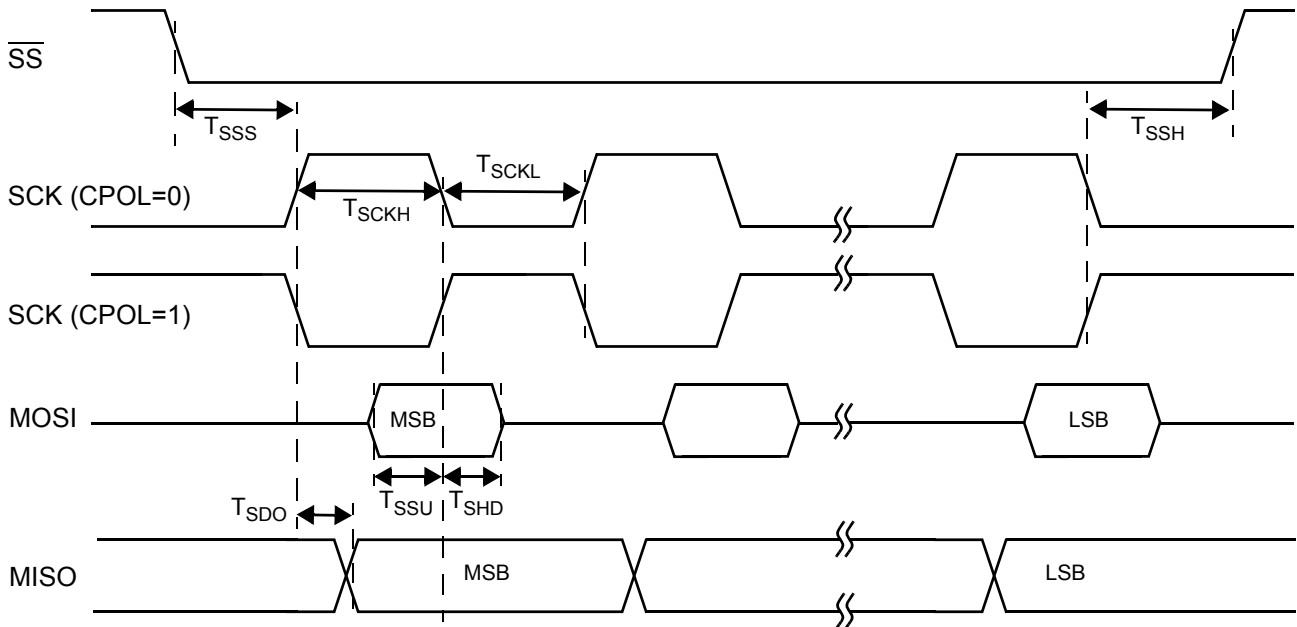 SS
TSSS
TSSH
SCK (CPOL=0)
TSCKH
TSCKL
SCK (CPOL=1)
MOSI
MSB
LSB
TSSU
TSHD
TSDO
MISO
MSB
LSB